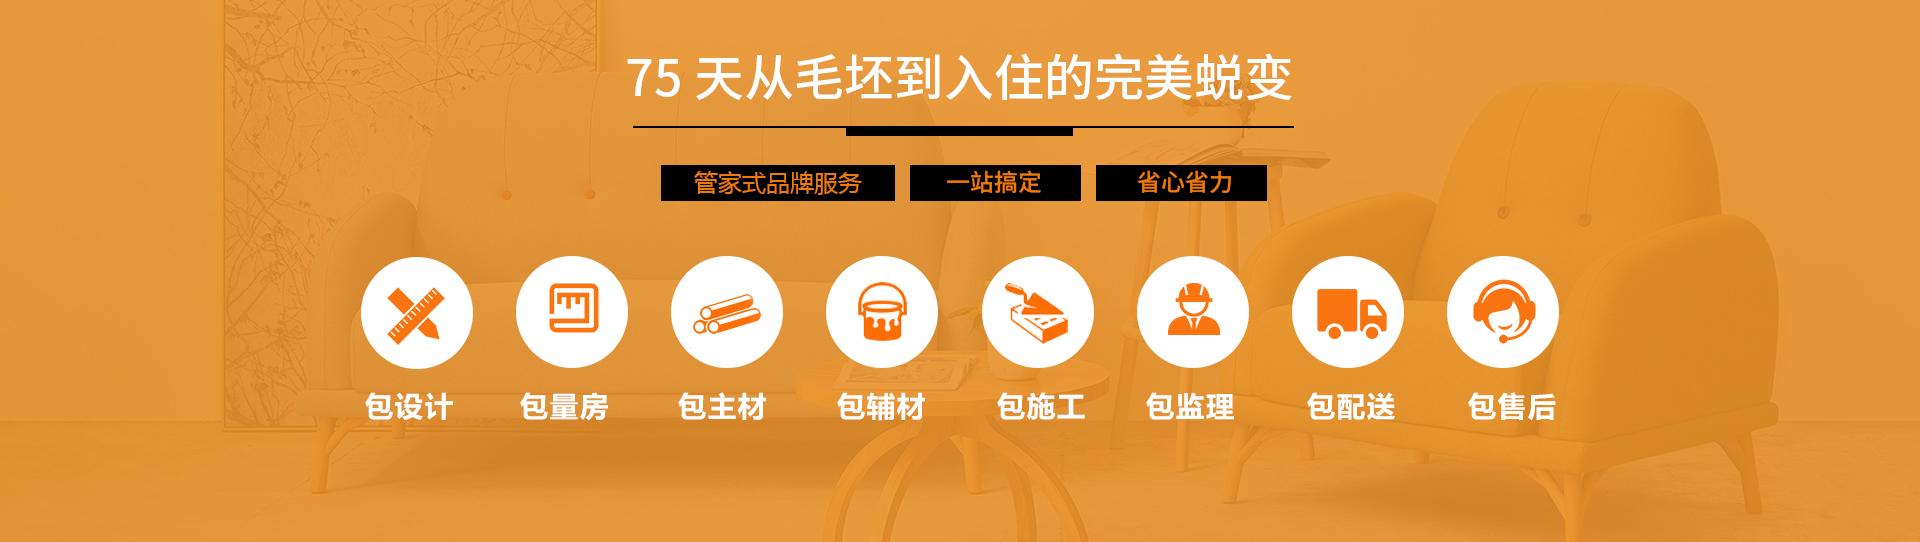 75 天从毛坯到入住的完美蜕变
管家式品牌服务 一站搞定 省心省力
包设计 包量房 包主材 包辅材 包施工 包监理 包配送 包售后